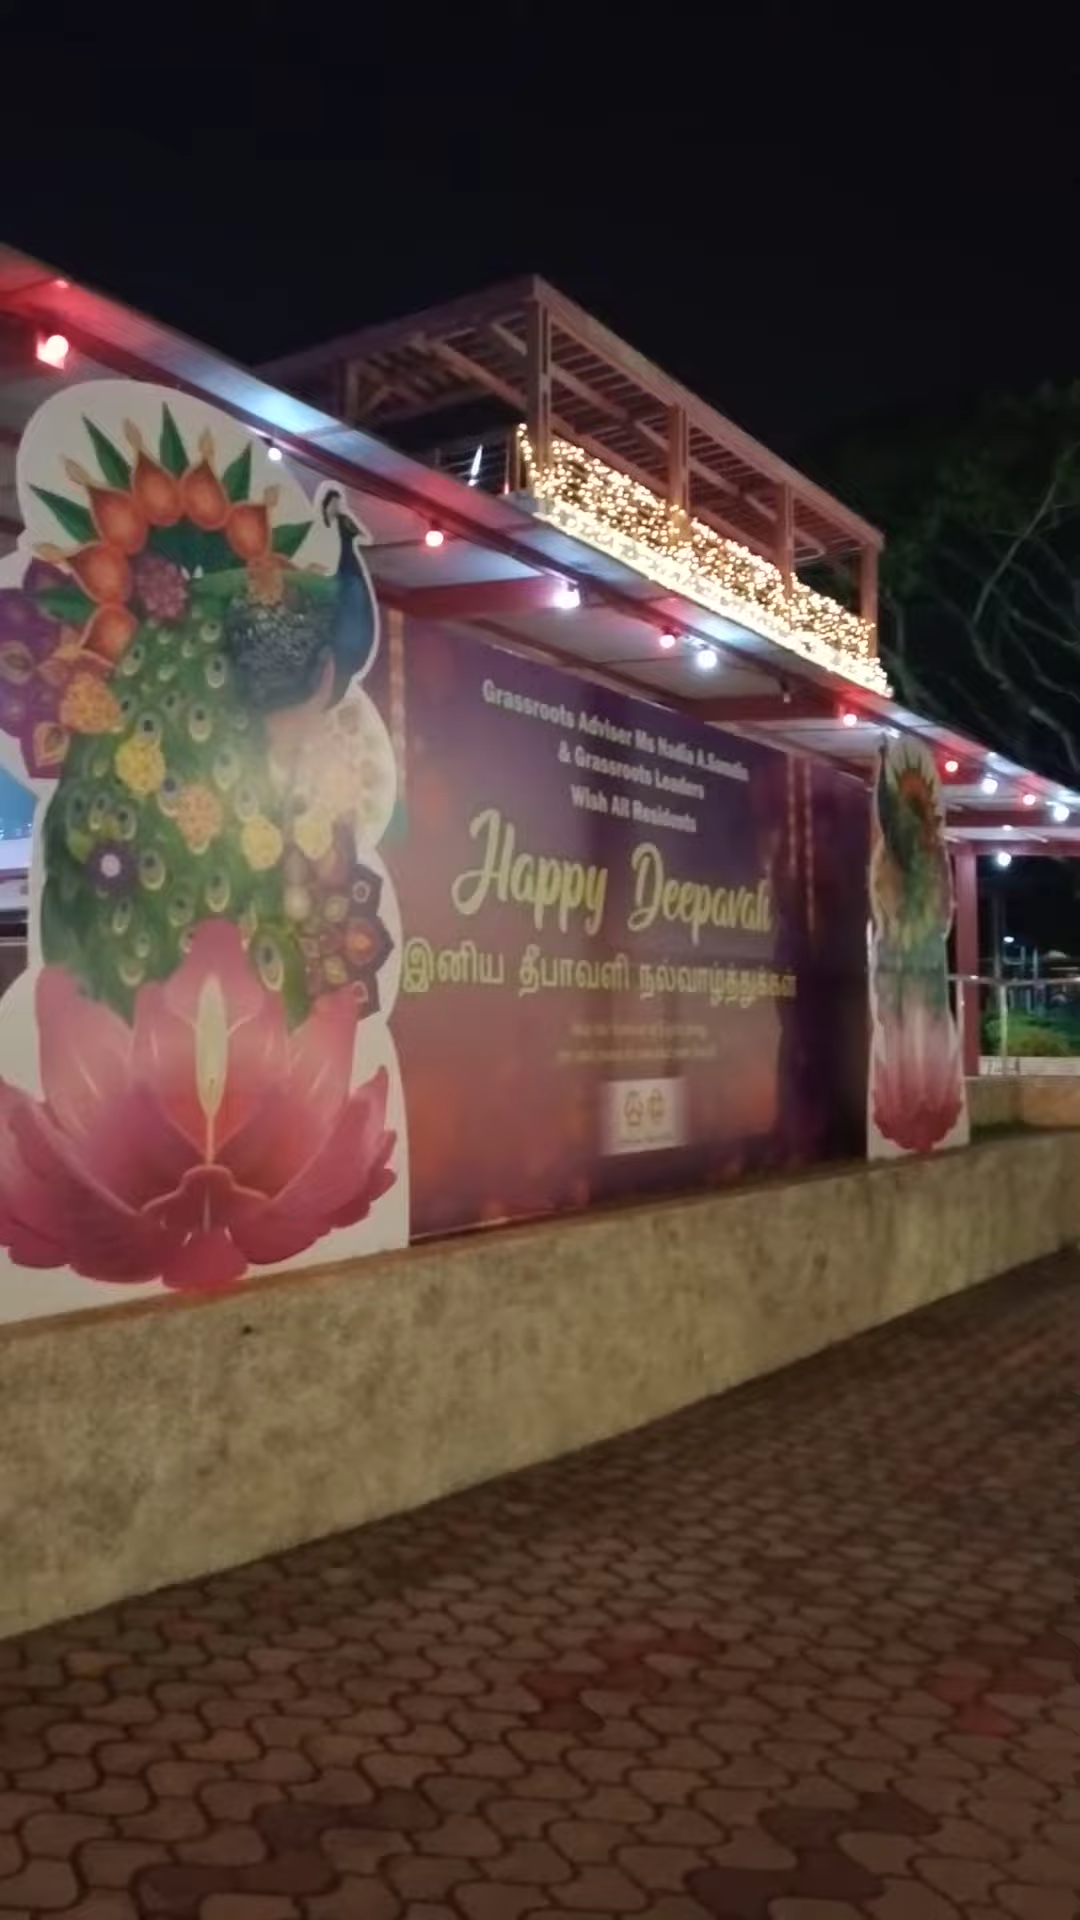 Grassroots Adviser Ms Nadia A.Samdin
& Grassroots Leaders
Wish All Residents
Happy Deepavali
இனிய தீபாவளி நல்வாழ்த்துக்கள்